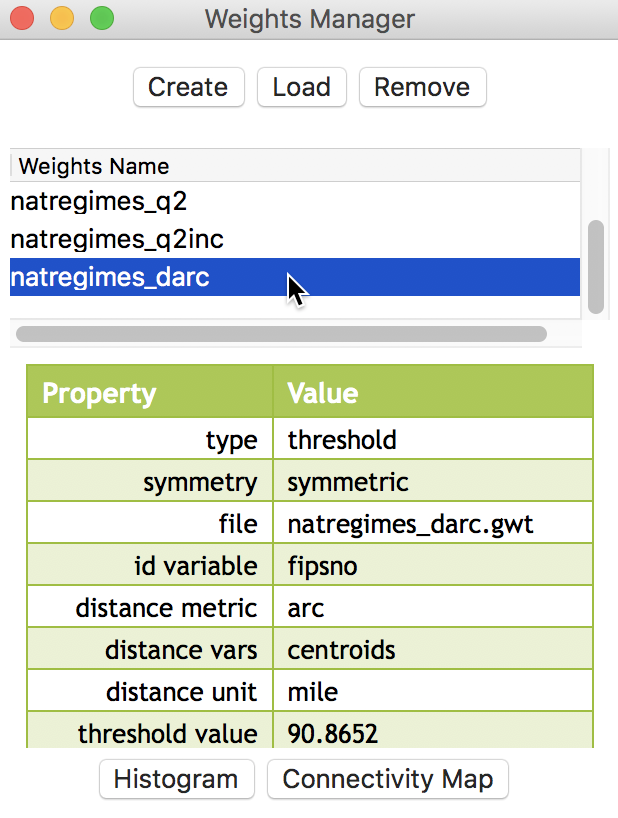 Weights Manager
Create Load Remove
Weights Name
natregimes_q2
natregimes_q2inc
natregimes_darc
Property Value
type threshold
symmetry symmetric
file natregimes_darc.gwt
id variable fipsno
distance metric arc
distance vars centroids
distance unit mile
threshold value 90.8652
Histogram Connectivity Map